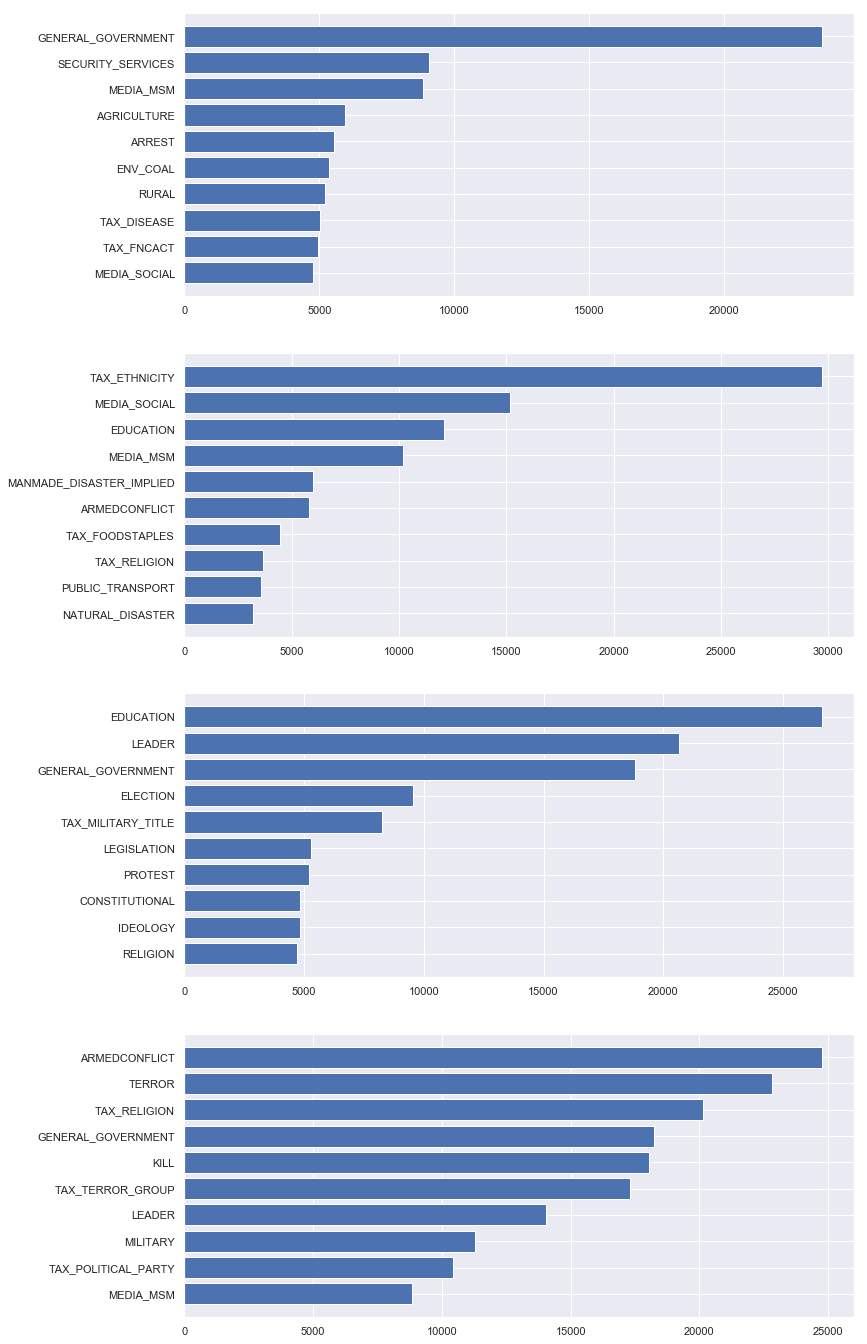 GENERAL_GOVERNMENT
SECURITY_SERVICES
MEDIA_MSM
AGRICULTURE
ARREST
ENV_COAL
RURAL
TAX_DISEASE
TAX_FNCACT
MEDIA_SOCIAL
0 5000 10000 15000 20000
TAX_ETHNICITY
MEDIA_SOCIAL
EDUCATION
MEDIA_MSM
MANMADE_DISASTER_IMPLIED
ARMEDCONFLICT
TAX_FOODSTAPLES
TAX_RELIGION
PUBLIC_TRANSPORT
NATURAL_DISASTER
0 5000 10000 15000 20000 25000 30000
EDUCATION
LEADER
GENERAL_GOVERNMENT
ELECTION
TAX_MILITARY_TITLE
LEGISLATION
PROTEST
CONSTITUTIONAL
IDEOLOGY
RELIGION
0 5000 10000 15000 20000 25000
ARMEDCONFLICT
TERROR
TAX_RELIGION
GENERAL_GOVERNMENT
KILL
TAX_TERROR_GROUP
LEADER
MILITARY
TAX_POLITICAL_PARTY
MEDIA_MSM
0 5000 10000 15000 20000 25000